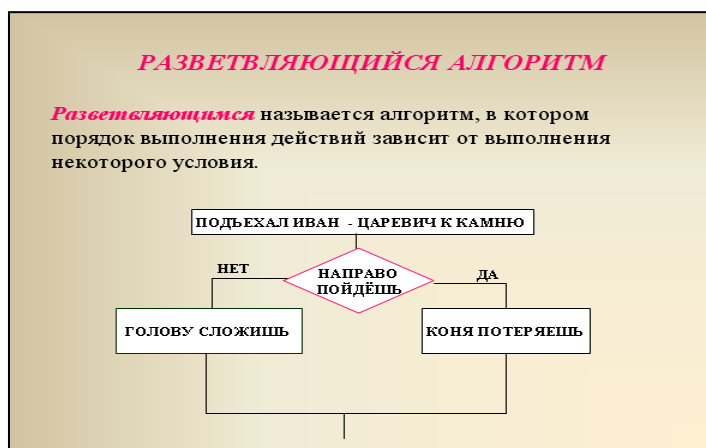 РАЗВЕТВЛЯЮЩИЙСЯ АЛГОРИТМ
Разветвляющимся называется алгоритм, в котором
порядок выполнения действий зависит от выполнения
некоторого условия.
ПОДЪЕХАЛ ИВАН - ЦАРЕВИЧ К КАМНЮ
НЕТ
НАПРАВО
ПОЙДЁШЬ
ДА
ГОЛОВУ СЛОЖИШЬ
КОНЯ ПОТЕРЯЕШЬ